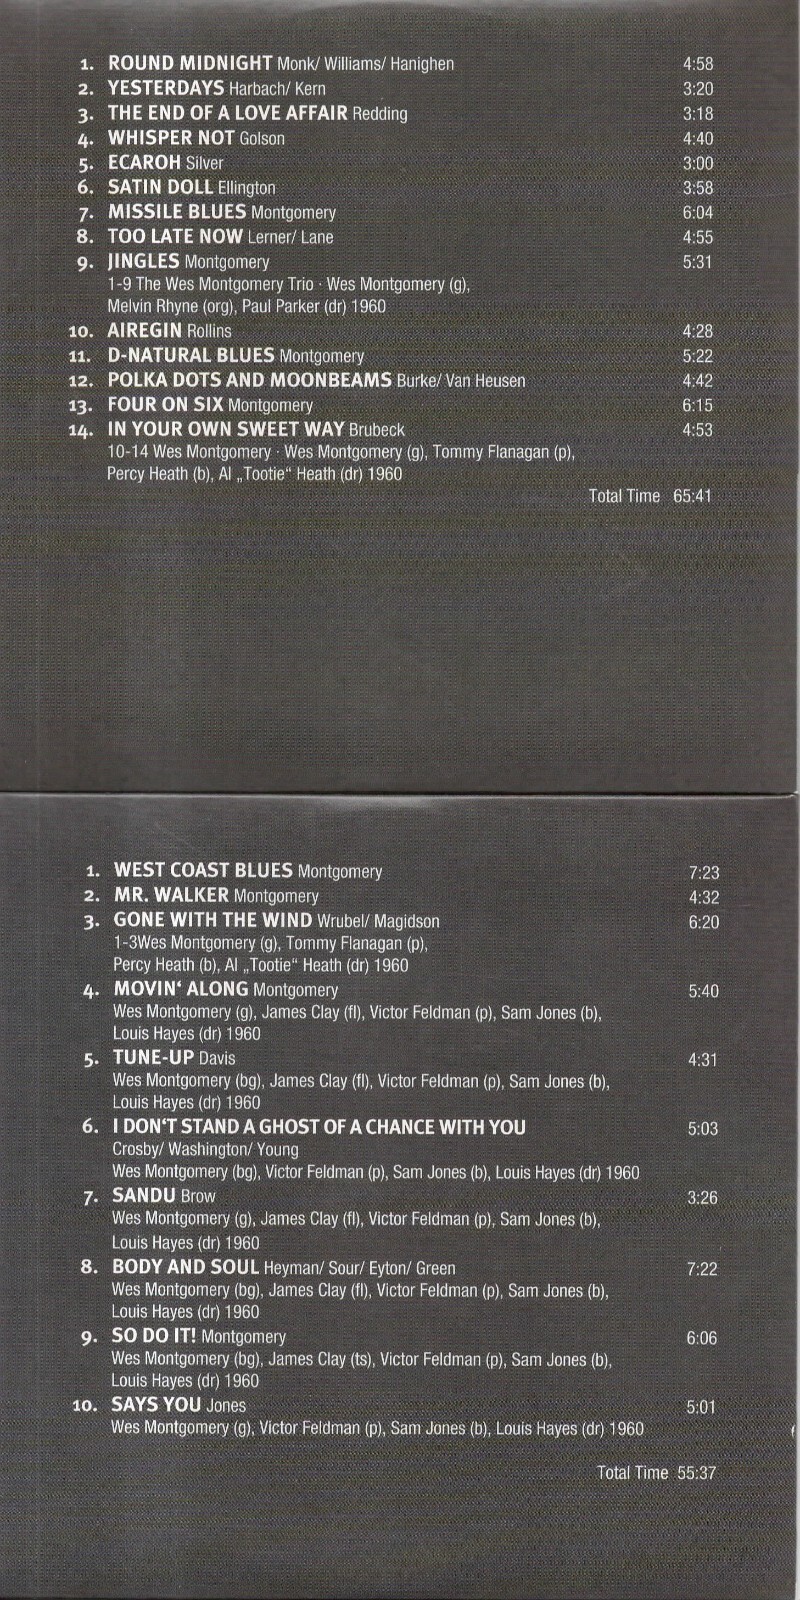 1. ROUND MIDNIGHT Monk/ Williams/ Hanighen 4:58
2. YESTERDAYS Harbach/ Kern 3:20
3. THE END OF A LOVE AFFAIR Redding 3:18
4. WHISPER NOT Golson 4:40
5. ECAROH Silver 3:00
6. SATIN DOLL Ellington 3:58
7. MISSILE BLUES Montgomery 6:04
8. TOO LATE NOW Lerner/ Lane 4:55
9. JINGLES Montgomery 5:31
1-9 The Wes Montgomery Trio · Wes Montgomery (g),
Melvin Rhyne (org), Paul Parker (dr) 1960
10. AIREGIN Rollins 4:28
11. D-NATURAL BLUES Montgomery 5:22
12. POLKA DOTS AND MOONBEAMS Burke/ Van Heusen 4:42
13. FOUR ON SIX Montgomery 6:15
14. IN YOUR OWN SWEET WAY Brubeck 4:53
10-14 Wes Montgomery · Wes Montgomery (g), Tommy Flanagan (p),
Percy Heath (b), Al „Tootie“ Heath (dr) 1960
Total Time 65:41
1. WEST COAST BLUES Montgomery 7:23
2. MR. WALKER Montgomery 4:32
3. GONE WITH THE WIND Wrubel/ Magidson 6:20
1-3Wes Montgomery (g), Tommy Flanagan (p),
Percy Heath (b), Al „Tootie“ Heath (dr) 1960
4. MOVIN‘ ALONG Montgomery 5:40
Wes Montgomery (g), James Clay (fl), Victor Feldman (p), Sam Jones (b),
Louis Hayes (dr) 1960
5. TUNE-UP Davis 4:31
Wes Montgomery (bg), James Clay (fl), Victor Feldman (p), Sam Jones (b),
Louis Hayes (dr) 1960
6. I DON‘T STAND A GHOST OF A CHANCE WITH YOU 5:03
Crosby/ Washington/ Young
Wes Montgomery (bg), Victor Feldman (p), Sam Jones (b), Louis Hayes (dr) 1960
7. SANDU Brow 3:26
Wes Montgomery (g), James Clay (fl), Victor Feldman (p), Sam Jones (b),
Louis Hayes (dr) 1960
8. BODY AND SOUL Heyman/ Sour/ Eyton/ Green 7:22
Wes Montgomery (bg), James Clay (fl), Victor Feldman (p), Sam Jones (b),
Louis Hayes (dr) 1960
9. SO DO IT! Montgomery 6:06
Wes Montgomery (bg), James Clay (ts), Victor Feldman (p), Sam Jones (b),
Louis Hayes (dr) 1960
10. SAYS YOU Jones 5:01
Wes Montgomery (g), Victor Feldman (p), Sam Jones (b), Louis Hayes (dr) 1960
Total Time 55:37